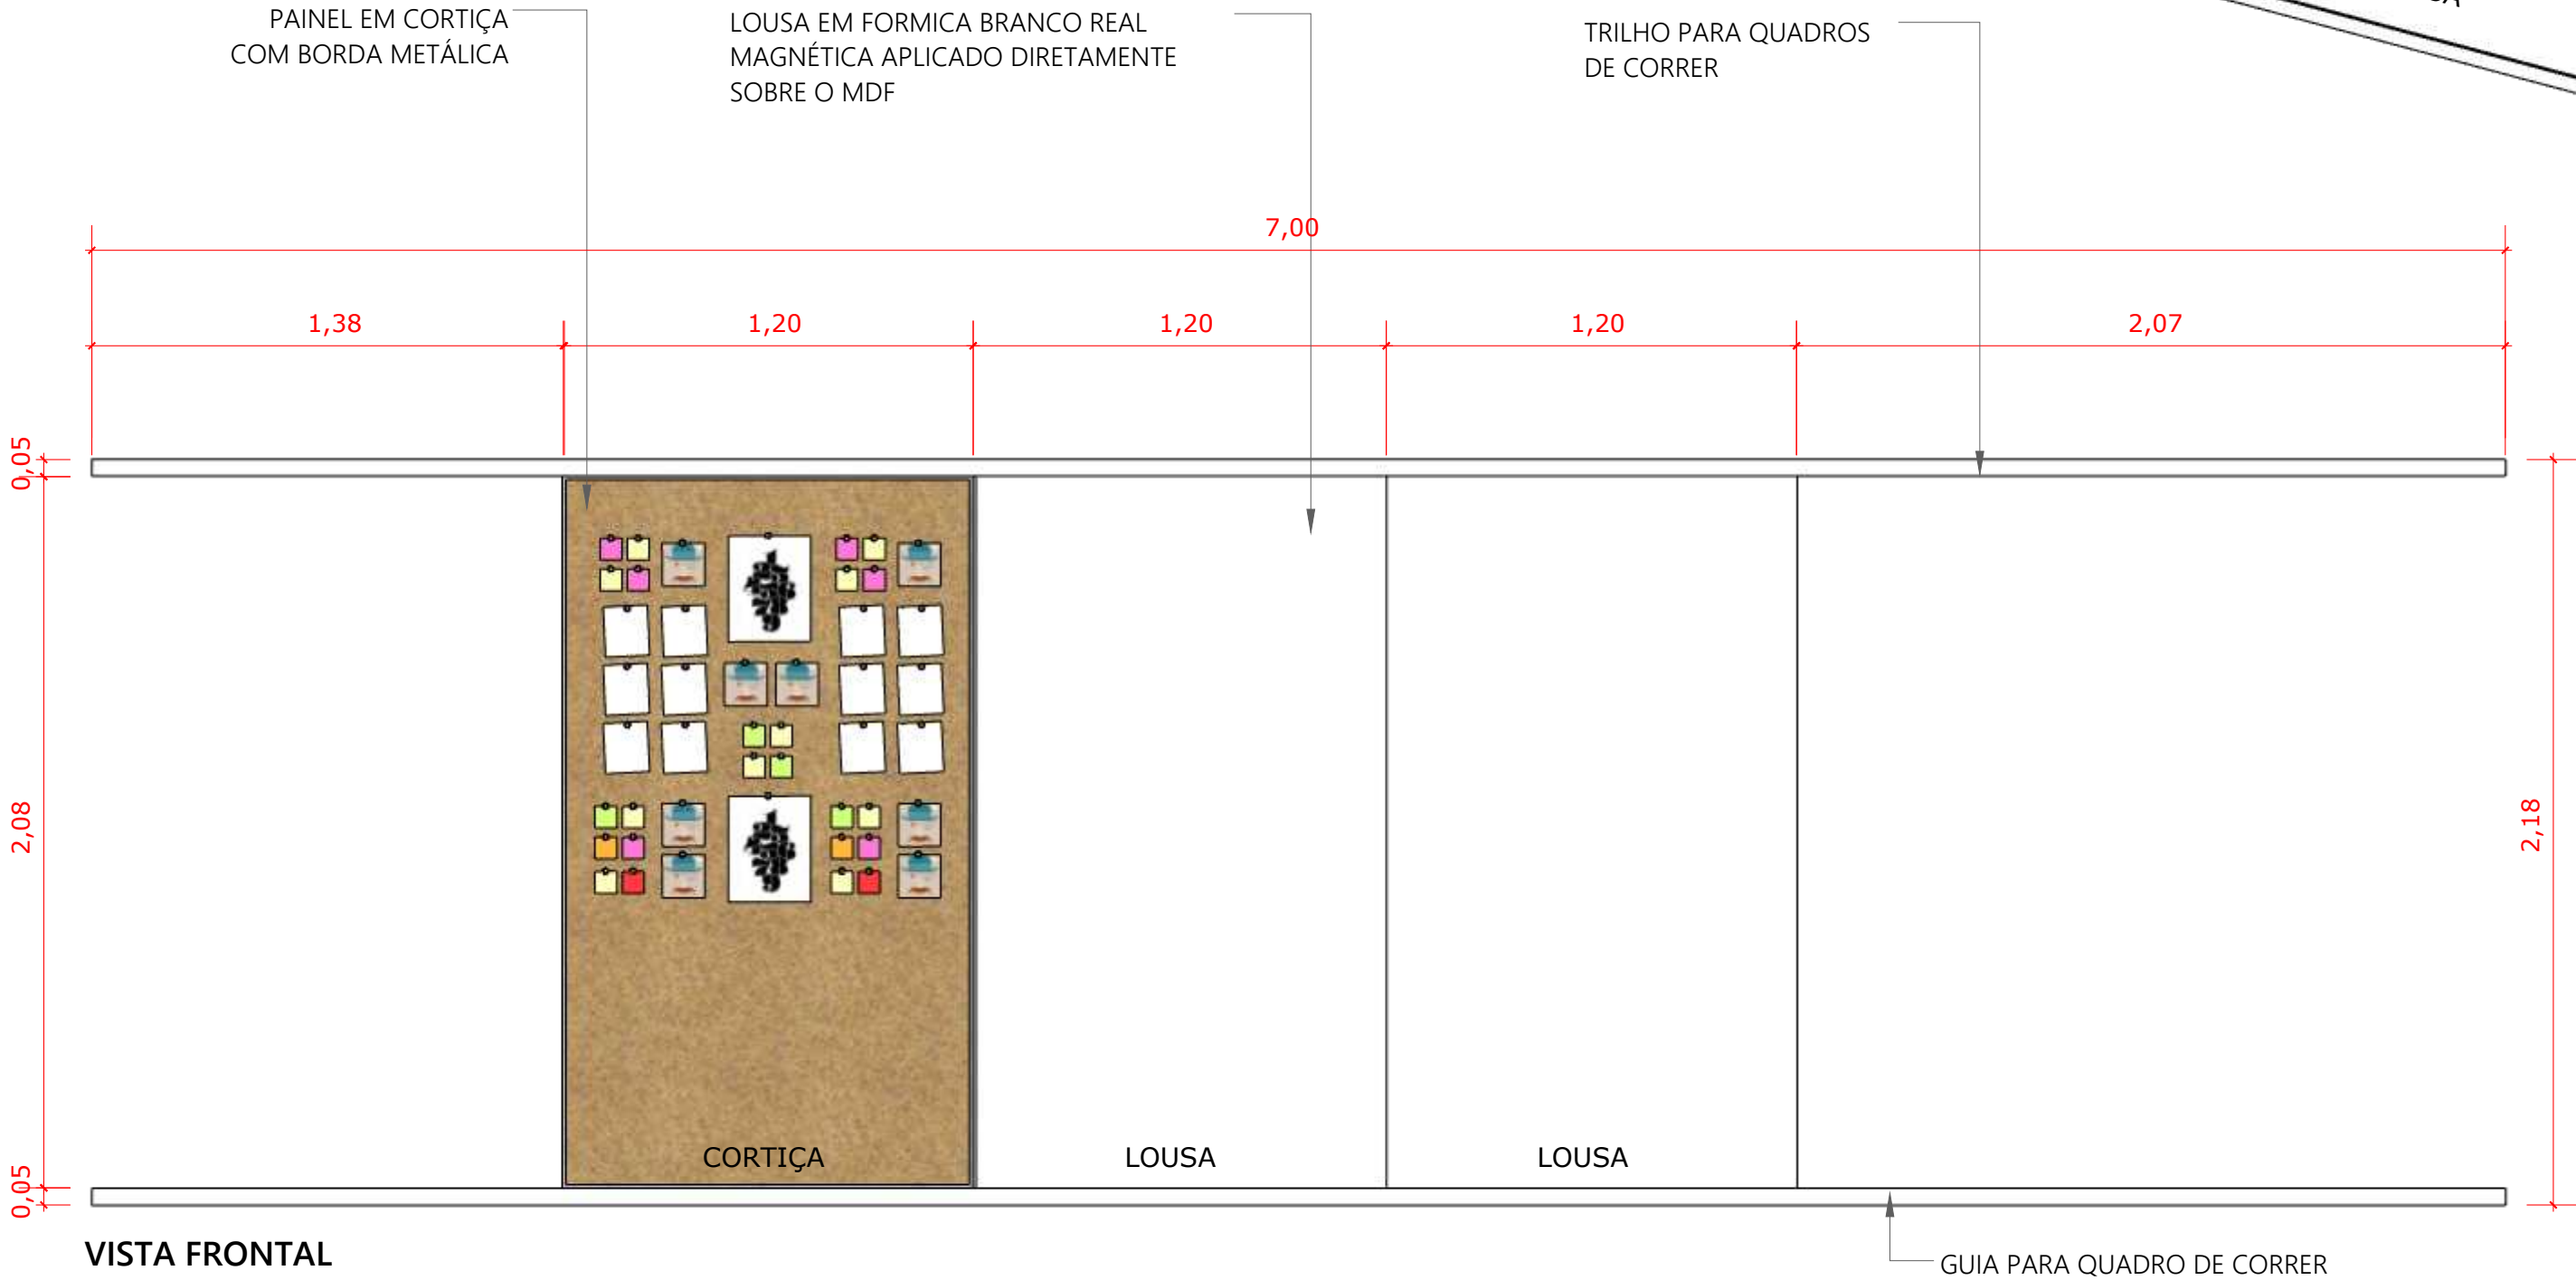 PAINEL EM CORTIÇA
COM BORDA METÁLICA
LOUSA EM FORMICA BRANCO REAL
MAGNÉTICA APLICADO DIRETAMENTE
SOBRE O MDF
TRILHO PARA QUADROS
DE CORRER
7,00
1,38
1,20
1,20
1,20
2,07
0,05
2,08
0,05
2,18
CORTIÇA
LOUSA
LOUSA
VISTA FRONTAL
GUIA PARA QUADRO DE CORRER